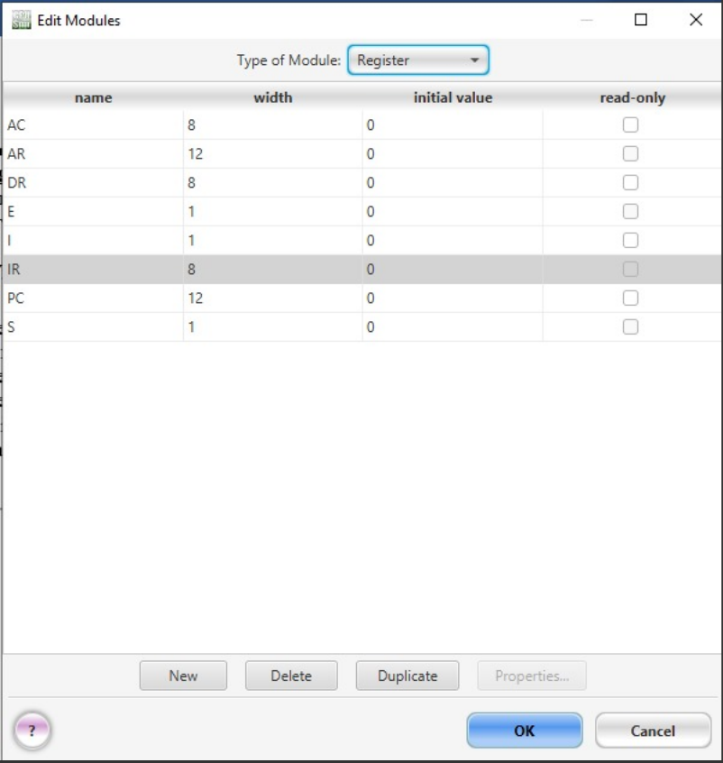 Edit Modules
Type of Module: Register
name width initial value read-only
AC 8 0
AR 12 0
DR 8 0
E 1 0
I 1 0
IR 8 0
PC 12 0
S 1 0
New Delete Duplicate Properties...
? OK Cancel